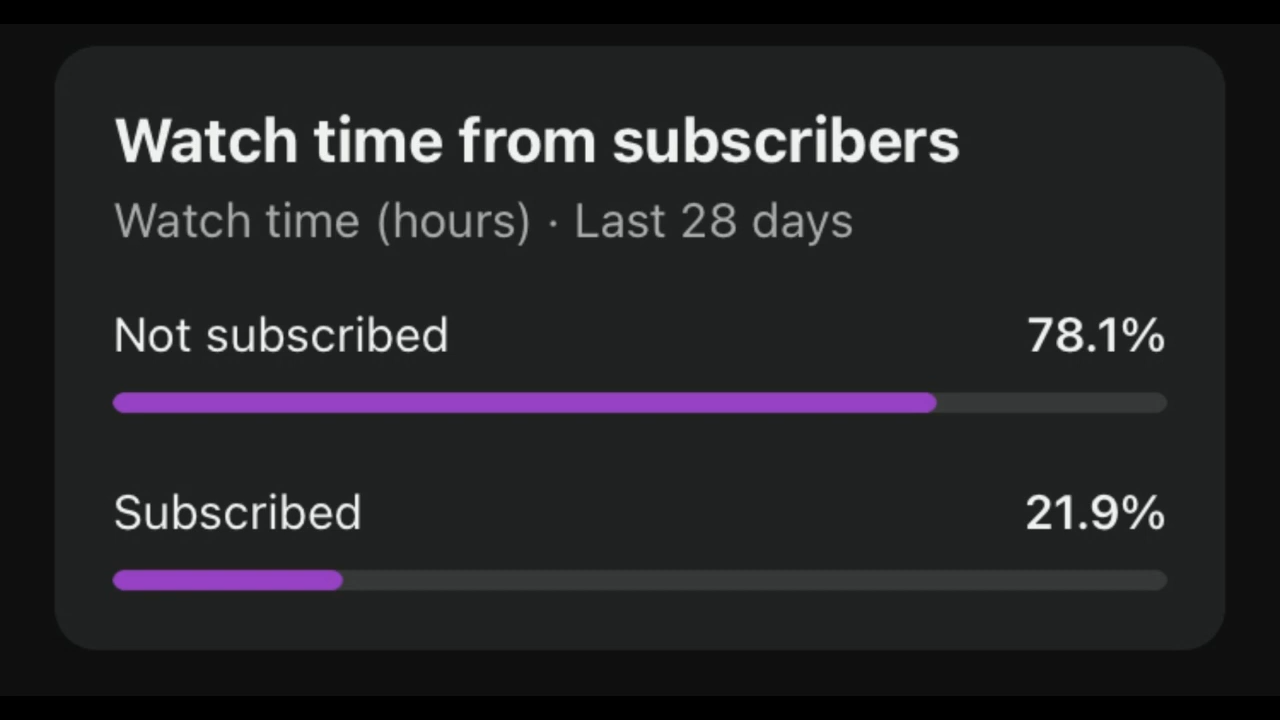 Watch time from subscribers
Watch time (hours) · Last 28 days
Not subscribed 78.1%
Subscribed 21.9%